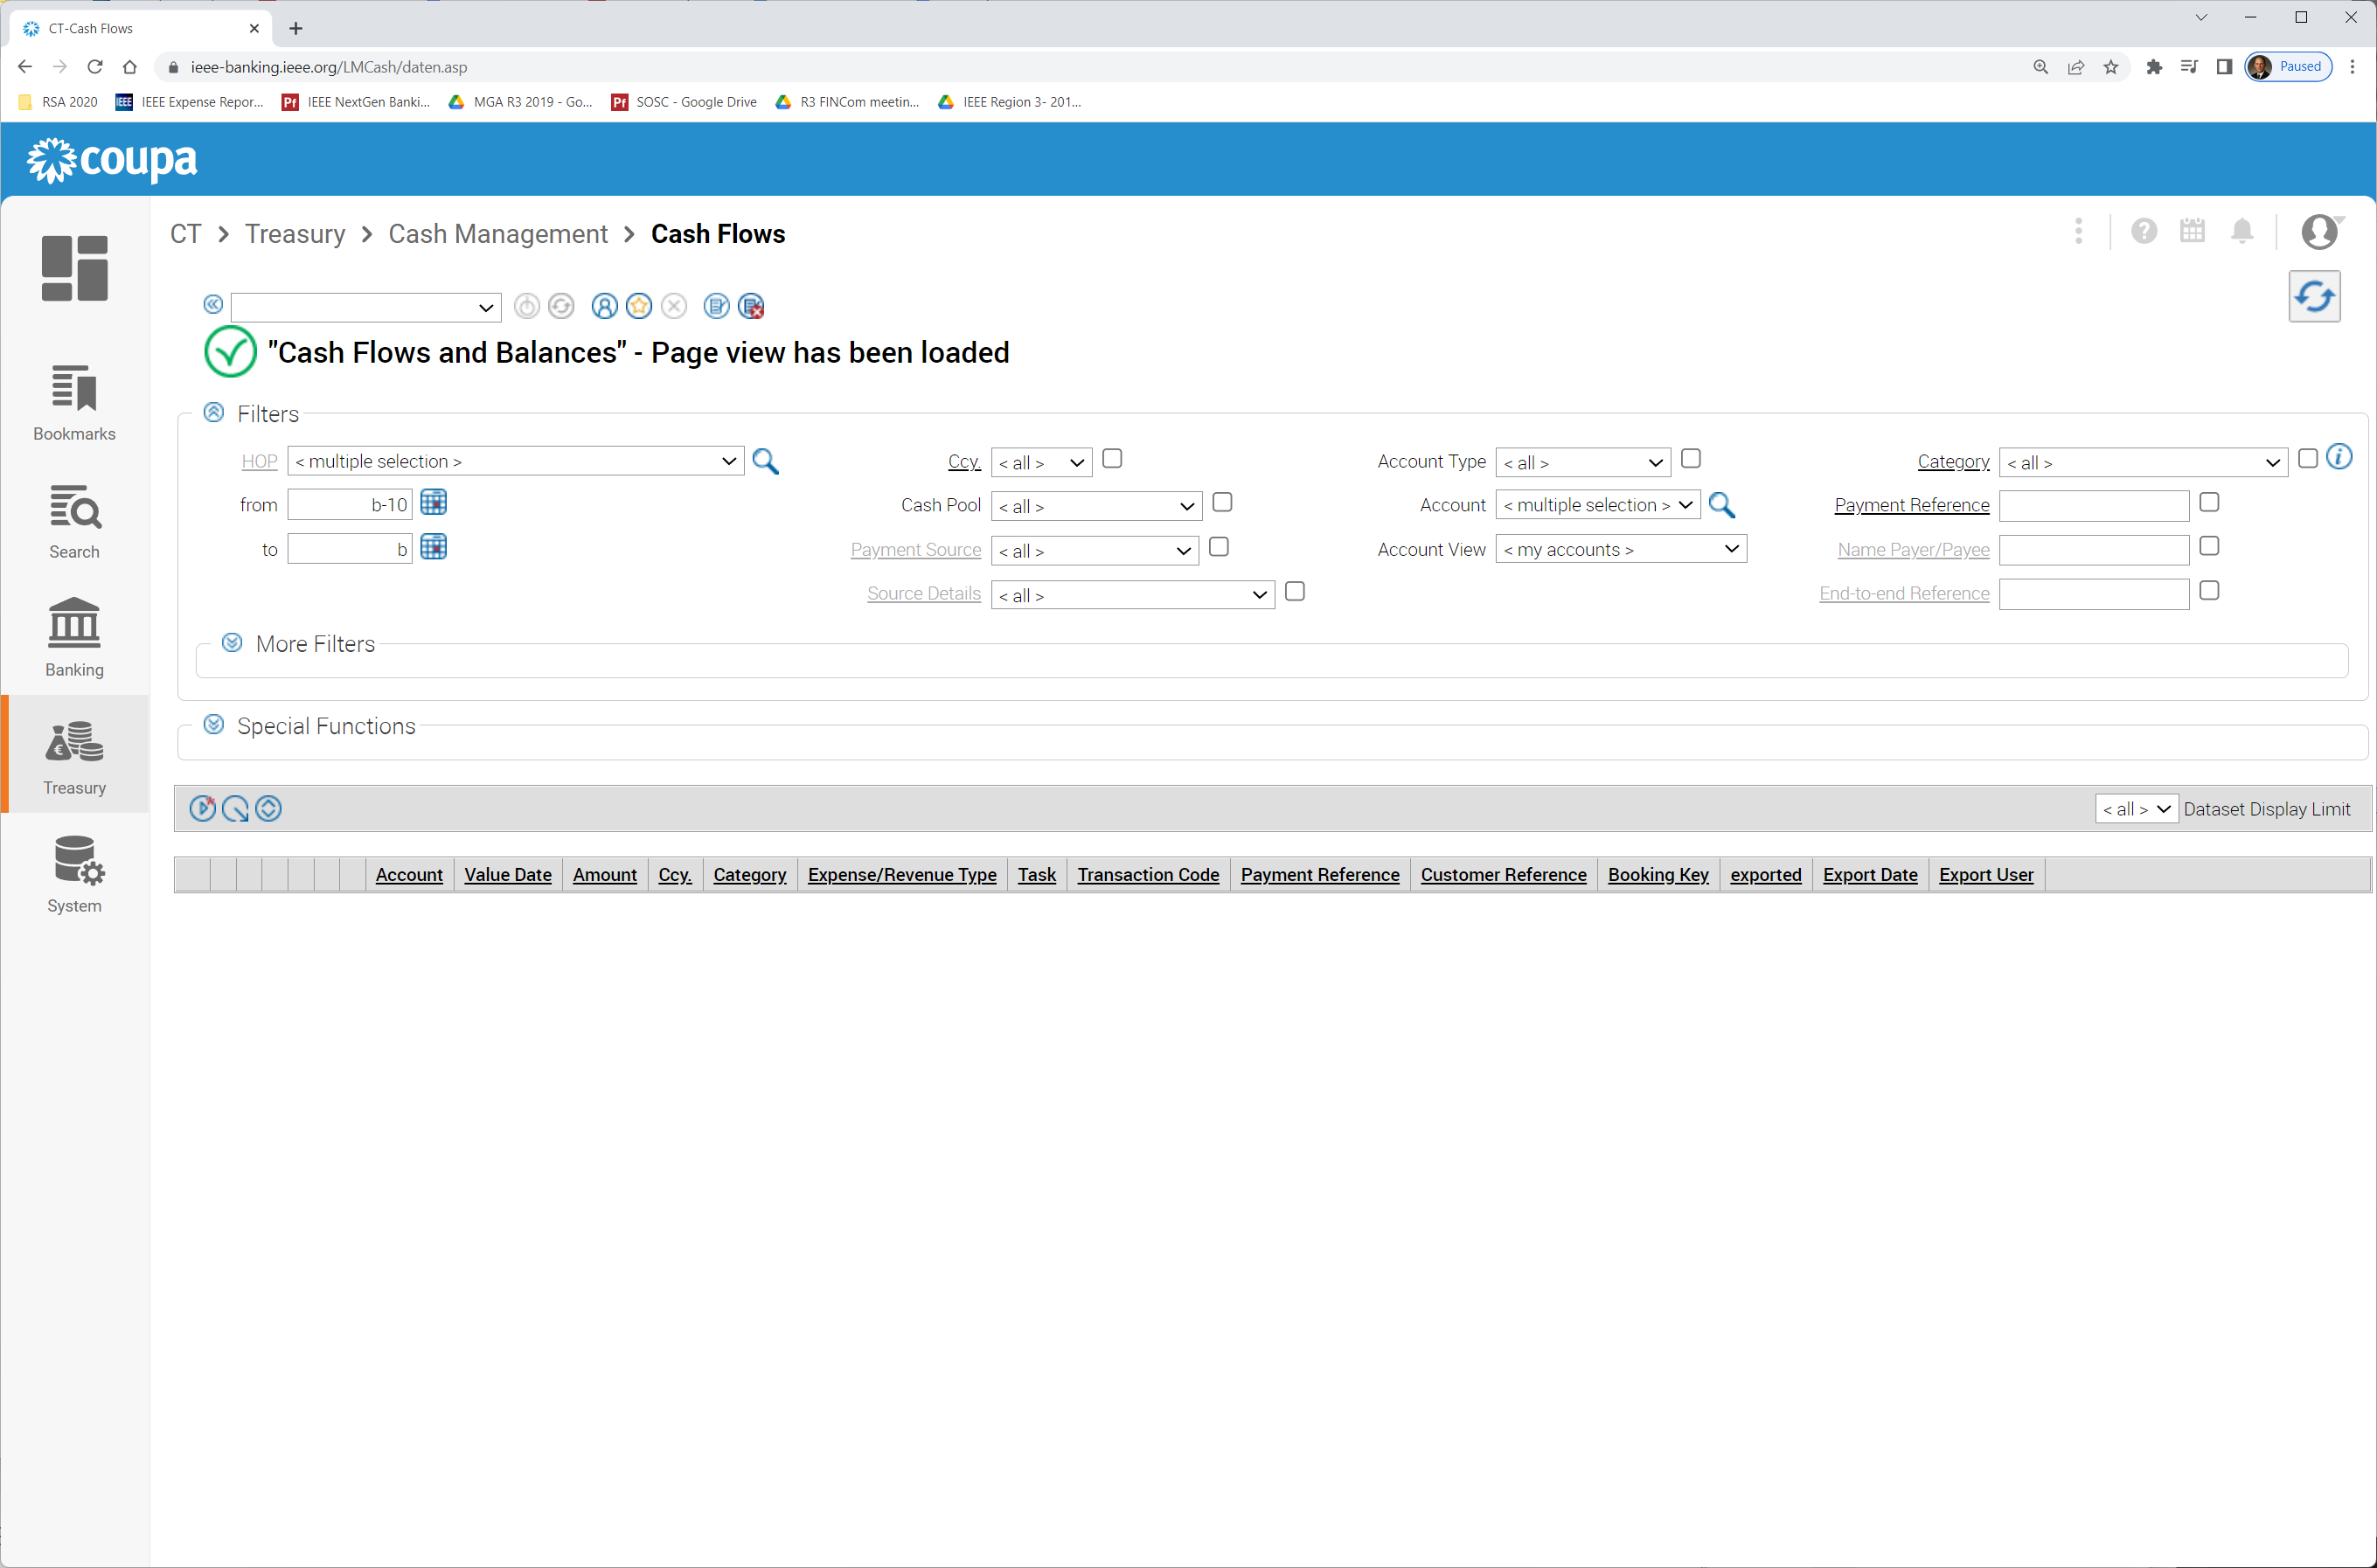 CT-Cash Flows
ieee-banking.ieee.org/LMCash/daten.asp
Paused
RSA 2020
IEEE IEEE Expense Repor...
Pf IEEE NextGen Banki...
MGA R3 2019 - Go...
Pf SOSC - Google Drive
R3 FINCom meetin...
IEEE Region 3- 201...
coupa
CT > Treasury > Cash Management > Cash Flows
"Cash Flows and Balances" - Page view has been loaded
Filters
HOP < multiple selection > Ccy. < all > Account Type < all > Category < all >
from b-10 Cash Pool < all > Account < multiple selection > Payment Reference
to b Payment Source < all > Account View < my accounts > Name Payer/Payee
Source Details < all > End-to-end Reference
More Filters
Special Functions
Bookmarks
Search
Banking
Treasury
System
< all > Dataset Display Limit
Account Value Date Amount Ccy. Category Expense/Revenue Type Task Transaction Code Payment Reference Customer Reference Booking Key exported Export Date Export User